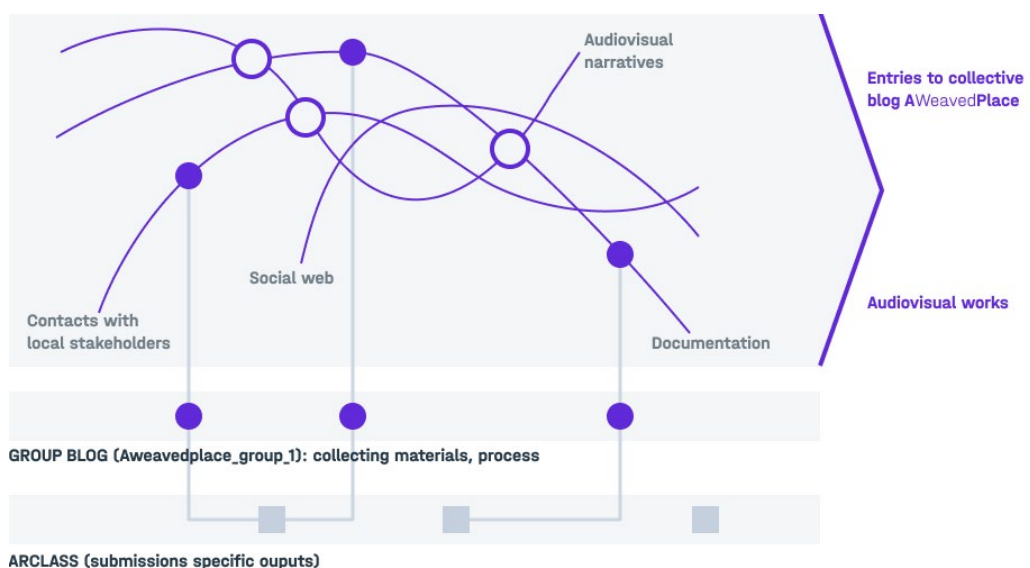 Audiovisual
narratives
Entries to collective
blog AWeavedPlace
Social web
Audiovisual works
Contacts with
local stakeholders
Documentation
GROUP BLOG (Aweavedplace_group_1): collecting materials, process
ARCLASS (submissions specific ouputs)